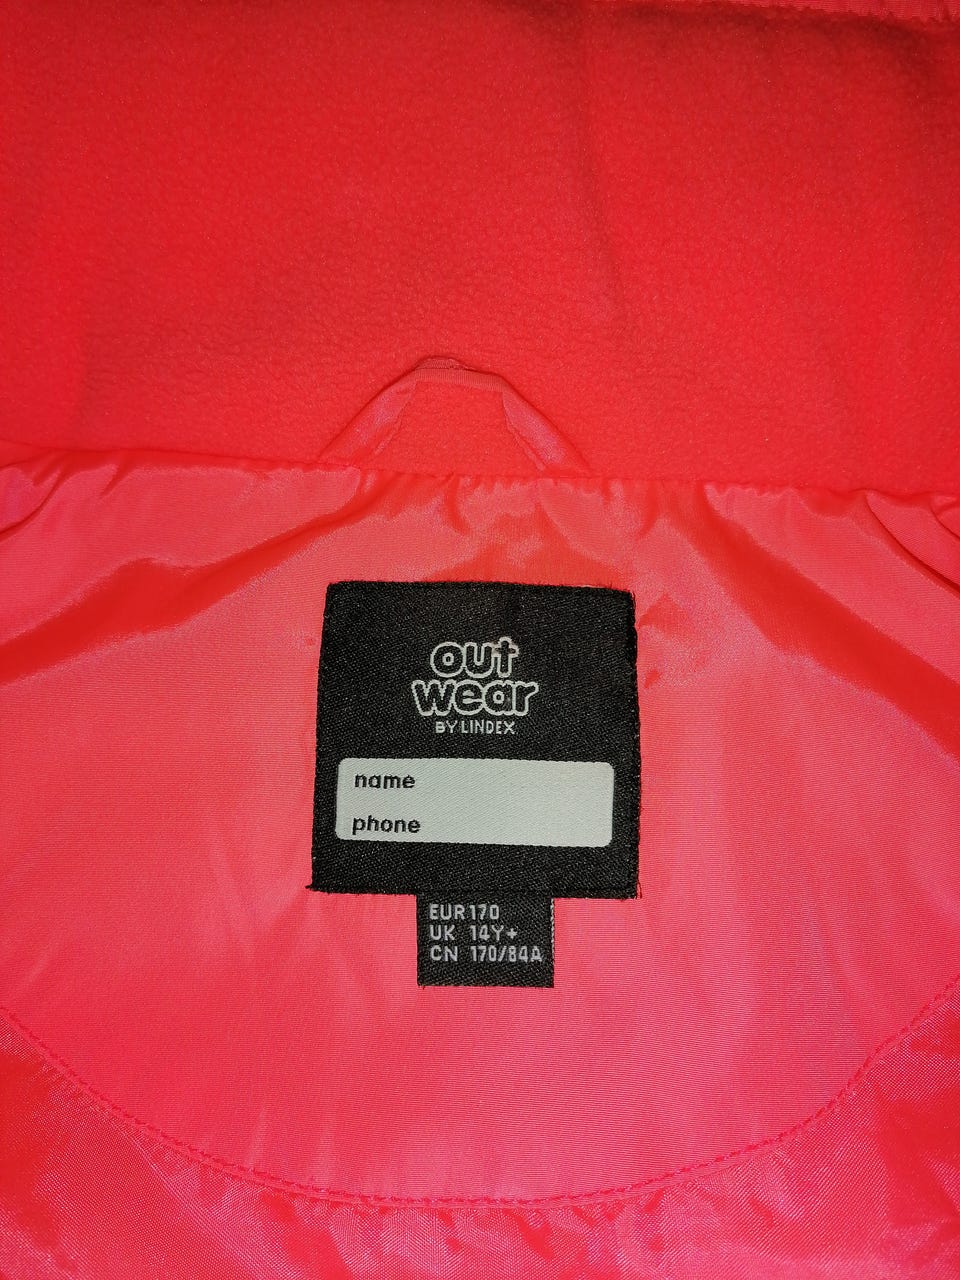 out
wear
BY LINDEX
name
phone
EUR 170
UK 14Y+
CN 170/84A